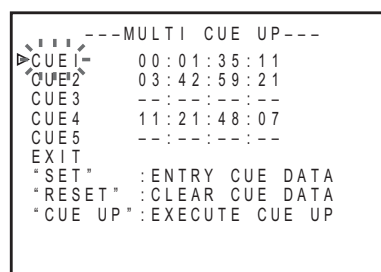 ---MULTI CUE UP---
CUE1 00:01:35:11
CUE2 03:42:59:21
CUE3 --:--:--:--
CUE4 11:21:48:07
CUE5 --:--:--:--
EXIT
"SET" :ENTRY CUE DATA
"RESET" :CLEAR CUE DATA
"CUE UP":EXECUTE CUE UP